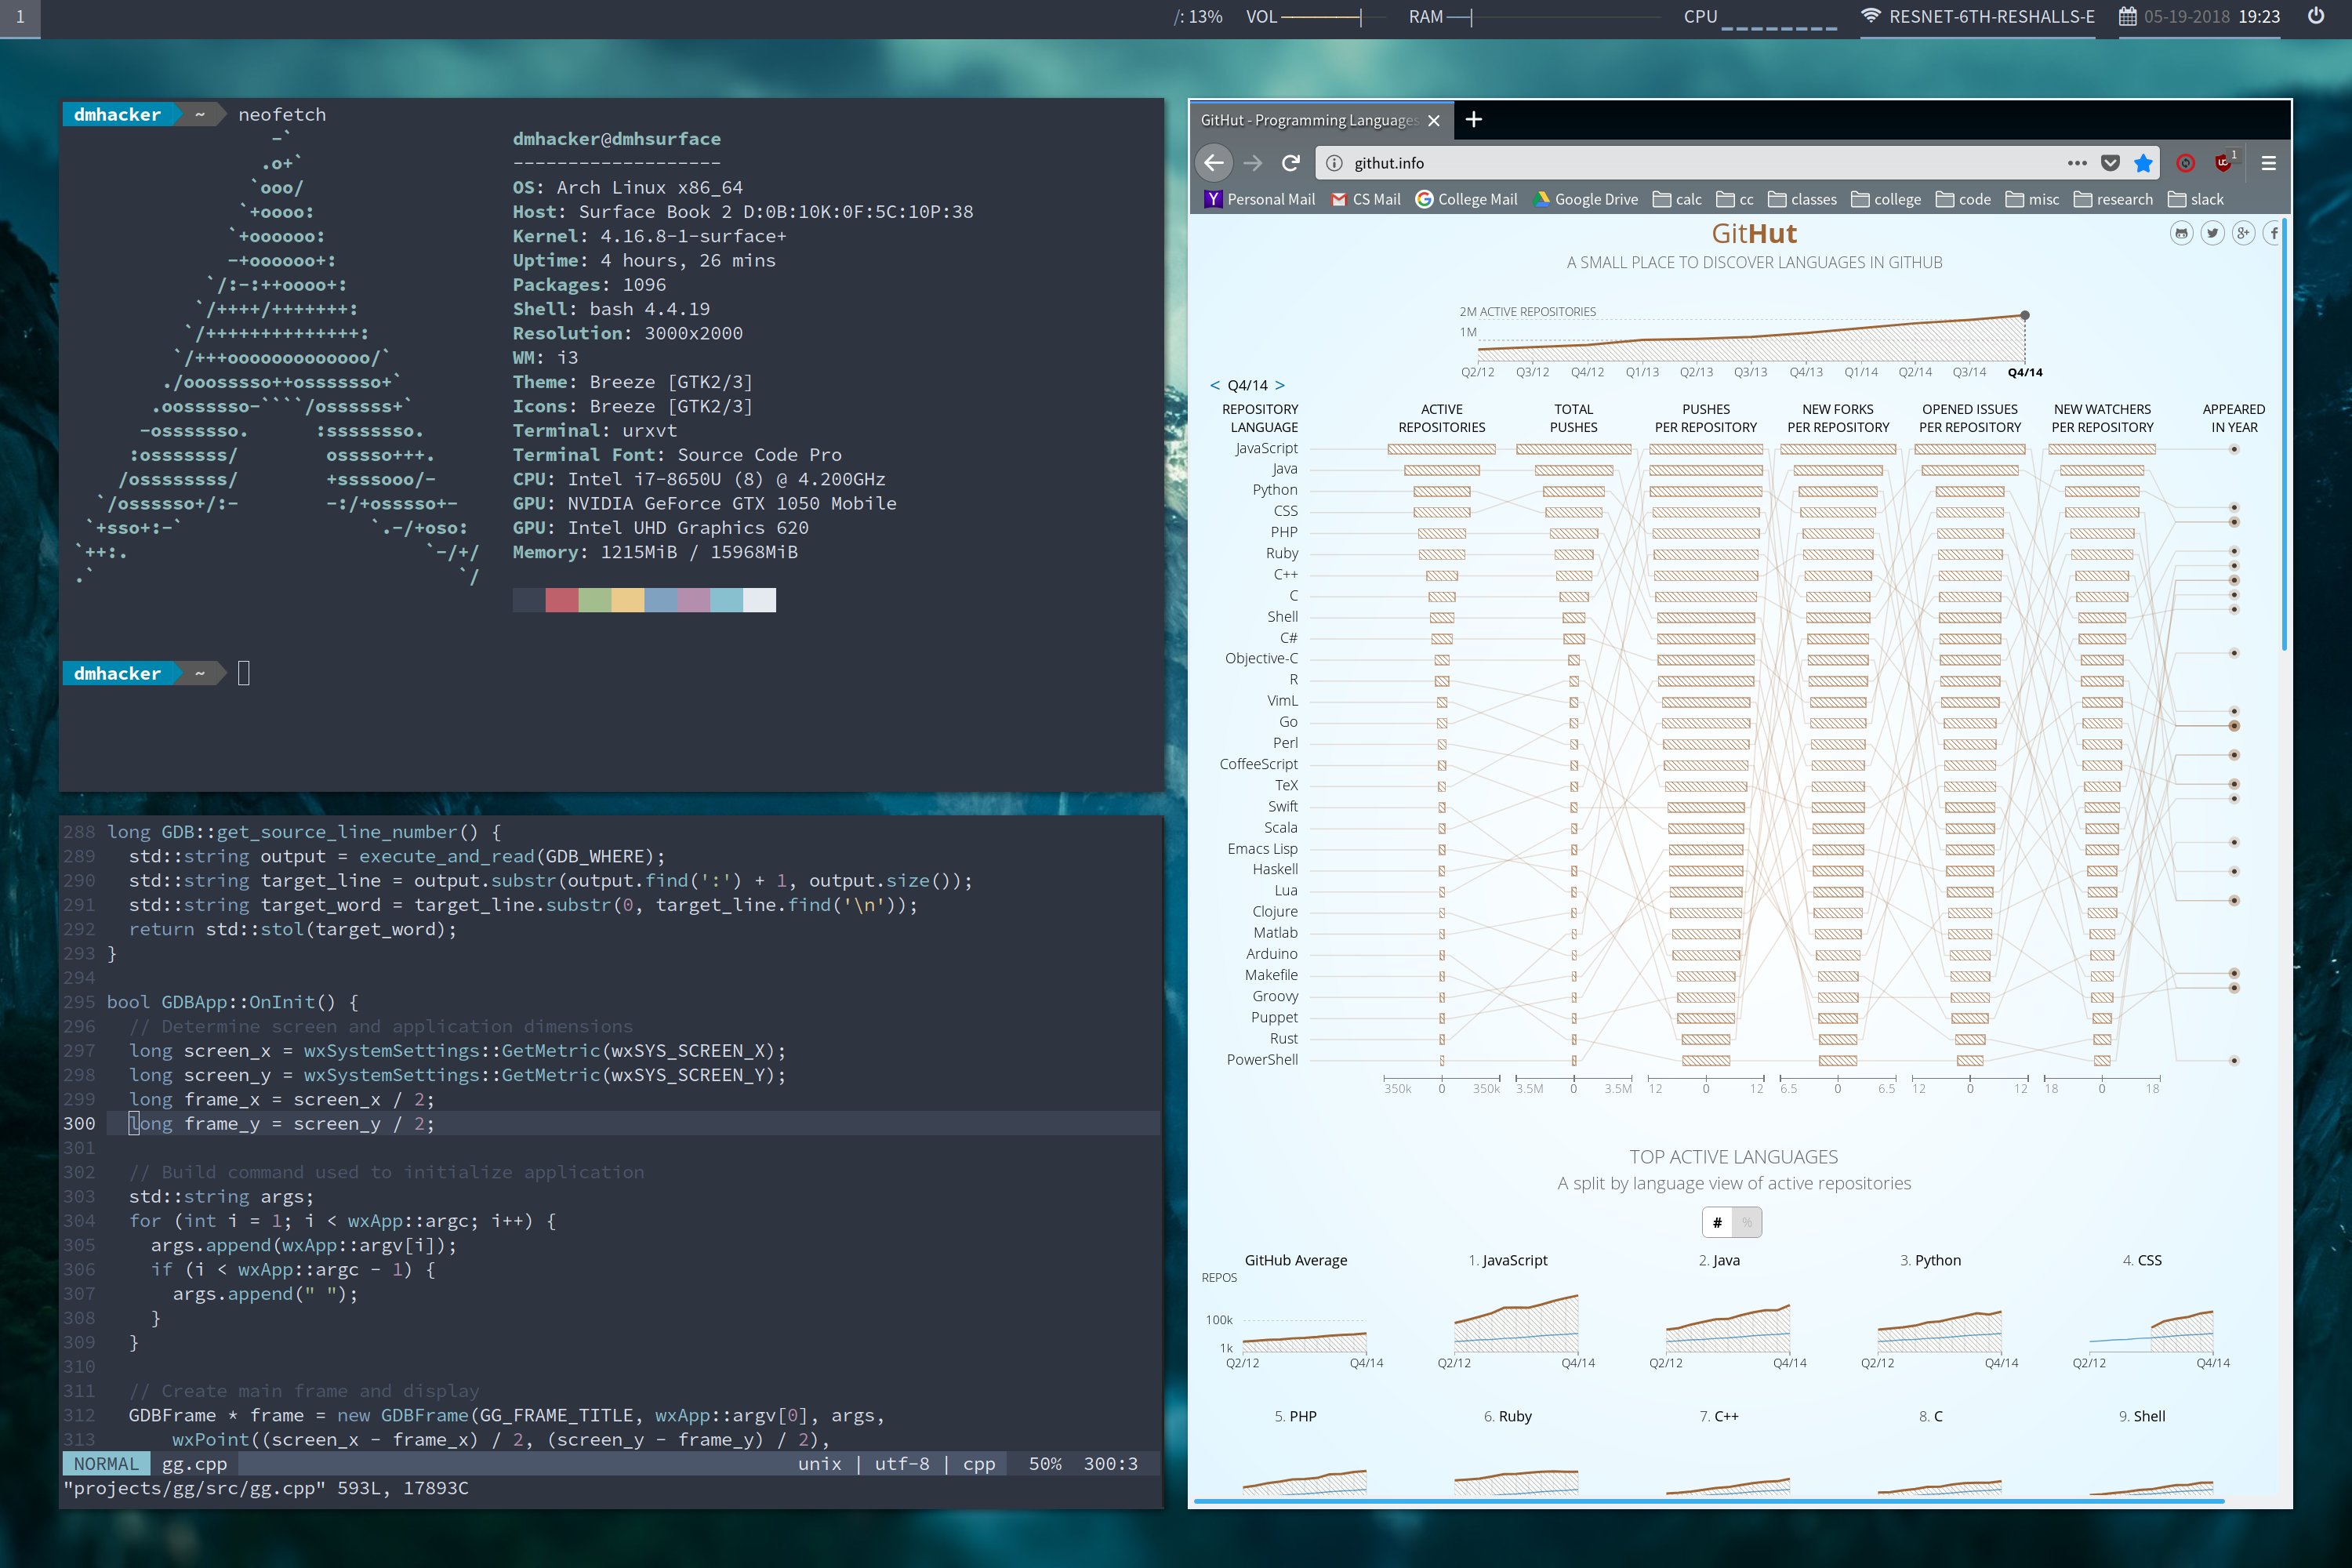 1
/: 13% VOL RAM CPU RESNET-6TH-RESHALLS-E 05-19-2018 19:23
dmhacker ~ neofetch
-`
.o+`
`ooo/
`+oooo:
`+oooooo:
-+oooooo+:
`/:-:++oooo+:
`/++++/+++++++:
`/++++++++++++++:
`/+++ooooooooooooo/`
./ooosssso++osssssso+`
.oossssso-````/ossssss+`
-osssssso. :ssssssso.
:osssssss/ osssso+++.
/ossssssss/ +ssssooo/-
`/ossssso+/:- -:/+osssso+-
`+sso+:-` `.-/+oso:
`++:. `-/+/
.` `/
dmhacker@dmhsurface
-------------------
OS: Arch Linux x86_64
Host: Surface Book 2 D:0B:10K:0F:5C:10P:38
Kernel: 4.16.8-1-surface+
Uptime: 4 hours, 26 mins
Packages: 1096
Shell: bash 4.4.19
Resolution: 3000x2000
WM: i3
Theme: Breeze [GTK2/3]
Icons: Breeze [GTK2/3]
Terminal: urxvt
Terminal Font: Source Code Pro
CPU: Intel i7-8650U (8) @ 4.200GHz
GPU: NVIDIA GeForce GTX 1050 Mobile
GPU: Intel UHD Graphics 620
Memory: 1215MiB / 15968MiB
dmhacker ~
288 long GDB::get_source_line_number() {
289   std::string output = execute_and_read(GDB_WHERE);
290   std::string target_line = output.substr(output.find(':') + 1, output.size());
291   std::string target_word = target_line.substr(0, target_line.find('\n'));
292   return std::stol(target_word);
293 }
294
295 bool GDBApp::OnInit() {
296   // Determine screen and application dimensions
297   long screen_x = wxSystemSettings::GetMetric(wxSYS_SCREEN_X);
298   long screen_y = wxSystemSettings::GetMetric(wxSYS_SCREEN_Y);
299   long frame_x = screen_x / 2;
300   long frame_y = screen_y / 2;
301
302   // Build command used to initialize application
303   std::string args;
304   for (int i = 1; i < wxApp::argc; i++) {
305     args.append(wxApp::argv[i]);
306     if (i < wxApp::argc - 1) {
307       args.append(" ");
308     }
309   }
310
311   // Create main frame and display
312   GDBFrame * frame = new GDBFrame(GG_FRAME_TITLE, wxApp::argv[0], args,
313       wxPoint((screen_x - frame_x) / 2, (screen_y - frame_y) / 2),
NORMAL gg.cpp unix | utf-8 | cpp 50% 300:3
"projects/gg/src/gg.cpp" 593L, 17893C
GitHut - Programming Languages
githut.info
1
Personal Mail CS Mail College Mail Google Drive calc cc classes college code misc research slack
GitHut
A SMALL PLACE TO DISCOVER LANGUAGES IN GITHUB
2M ACTIVE REPOSITORIES
1M
Q2/12 Q3/12 Q4/12 Q1/13 Q2/13 Q3/13 Q4/13 Q1/14 Q2/14 Q3/14 Q4/14
< Q4/14 >
REPOSITORY ACTIVE TOTAL PUSHES NEW FORKS OPENED ISSUES NEW WATCHERS APPEARED
LANGUAGE REPOSITORIES PUSHES PER REPOSITORY PER REPOSITORY PER REPOSITORY PER REPOSITORY IN YEAR
JavaScript
Java
Python
CSS
PHP
Ruby
C++
C
Shell
C#
Objective-C
R
VimL
Go
Perl
CoffeeScript
TeX
Swift
Scala
Emacs Lisp
Haskell
Lua
Clojure
Matlab
Arduino
Makefile
Groovy
Puppet
Rust
PowerShell
350k 0 350k 3.5M 0 3.5M 12 0 12 6.5 0 6.5 12 0 12 18 0 18
TOP ACTIVE LANGUAGES
A split by language view of active repositories
# %
GitHub Average 1. JavaScript 2. Java 3. Python 4. CSS
REPOS
100k
1k
Q2/12 Q4/14 Q2/12 Q4/14 Q2/12 Q4/14 Q2/12 Q4/14 Q2/12 Q4/14
5. PHP 6. Ruby 7. C++ 8. C 9. Shell